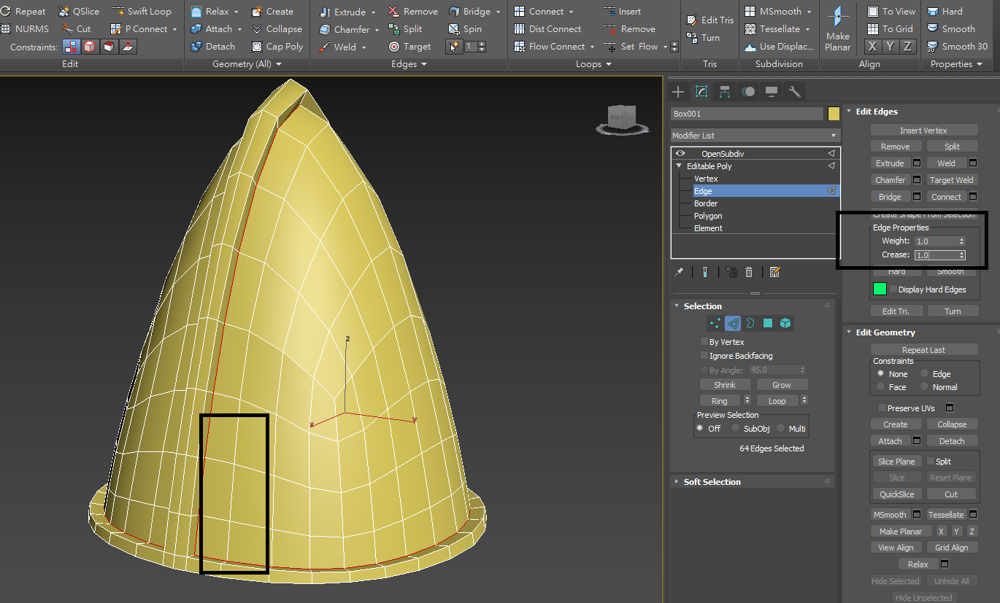 Repeat QSlice Swift Loop Relax Create Extrude Remove Bridge Connect Insert MSmooth To View Hard
NURMS Cut P Connect Attach Collapse Chamfer Split Spin Dist Connect Remove Edit Tris Tessellate To Grid Smooth
Constraints: Detach Cap Poly Weld Target 1 Flow Connect Set Flow Turn Use Displac... Make Planar X Y Z Smooth 30
Edit Geometry (All) Edges Loops Tris Subdivision Align Properties
Box001
Modifier List
OpenSubdiv
Editable Poly
Vertex
Edge
Border
Polygon
Element
Selection
By Vertex
Ignore Backfacing
By Angle: 45.0
Shrink Grow
Ring Loop
Preview Selection
Off SubObj Multi
64 Edges Selected
Soft Selection
Edit Edges
Insert Vertex
Remove Split
Extrude Weld
Chamfer Target Weld
Bridge Connect
Create Shape From Selection
Edge Properties
Weight: 1.0
Crease: 1.0
Hard Smooth
Display Hard Edges
Edit Tri. Turn
Edit Geometry
Repeat Last
Constraints
None Edge
Face Normal
Preserve UVs
Create Collapse
Attach Detach
Slice Plane Split
Slice Reset Plane
QuickSlice Cut
MSmooth Tessellate
Make Planar X Y Z
View Align Grid Align
Relax
Hide Selected Unhide All
Hide Unselected
z
x
Y